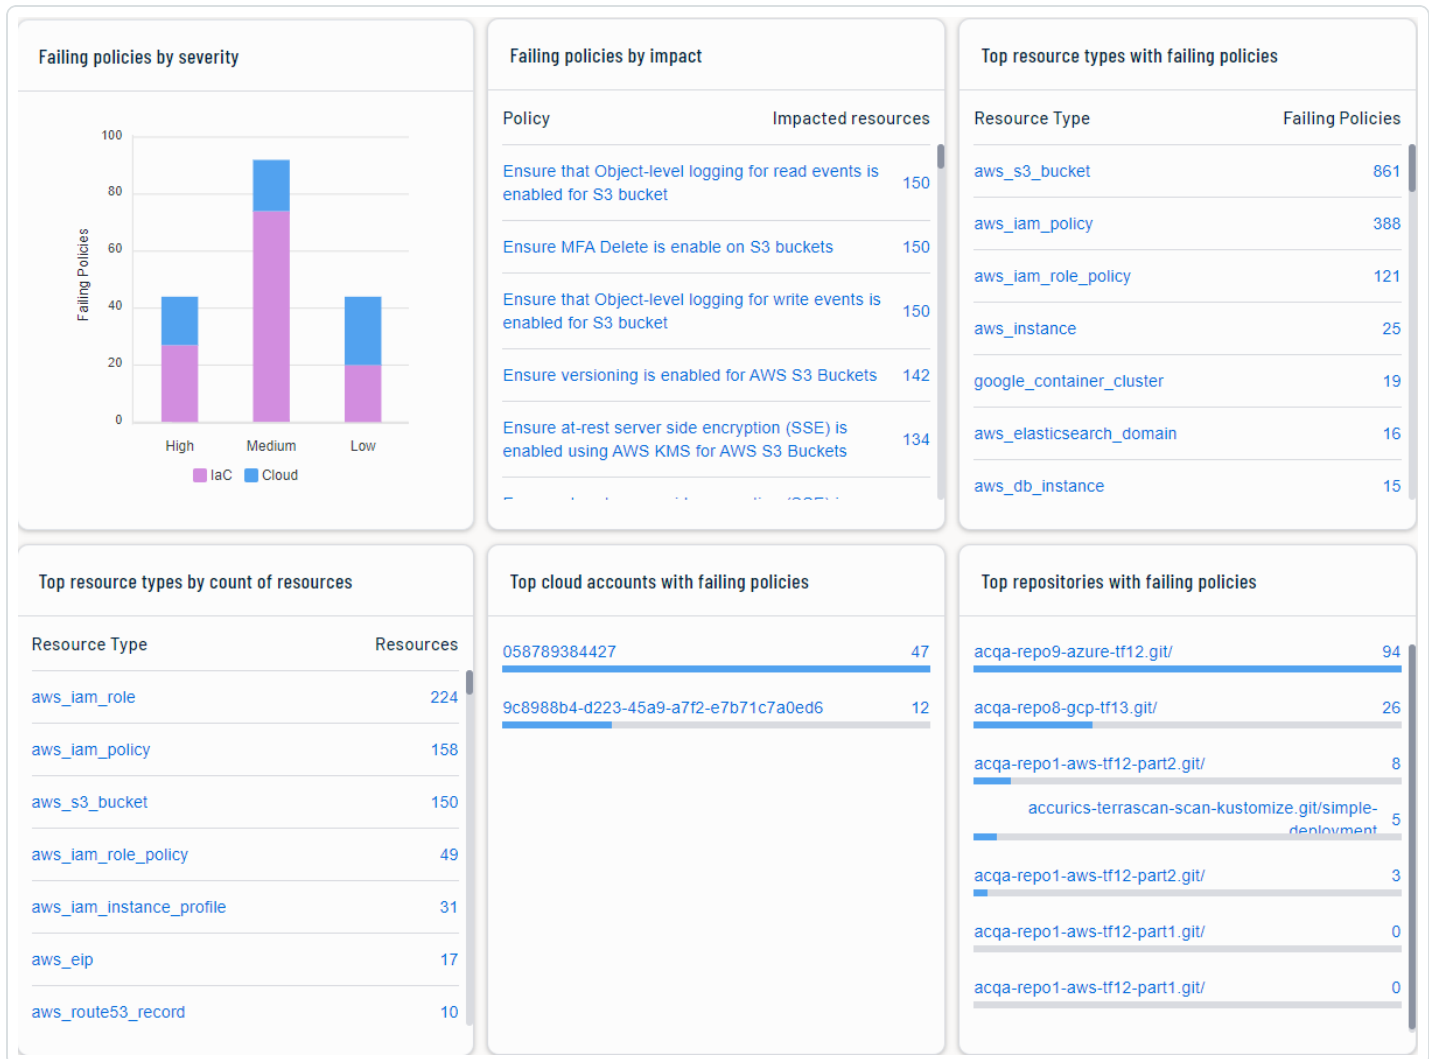 Failing policies by severity
100
80
60
40
20
0
Failing Policies
High
Medium
Low
IaC
Cloud
Failing policies by impact
Policy
Impacted resources
Ensure that Object-level logging for read events is
enabled for S3 bucket
150
Ensure MFA Delete is enable on S3 buckets
150
Ensure that Object-level logging for write events is
enabled for S3 bucket
150
Ensure versioning is enabled for AWS S3 Buckets
142
Ensure at-rest server side encryption (SSE) is
enabled using AWS KMS for AWS S3 Buckets
134
Top resource types with failing policies
Resource Type
Failing Policies
aws_s3_bucket
861
aws_iam_policy
388
aws_iam_role_policy
121
aws_instance
25
google_container_cluster
19
aws_elasticsearch_domain
16
aws_db_instance
15
Top resource types by count of resources
Resource Type
Resources
aws_iam_role
224
aws_iam_policy
158
aws_s3_bucket
150
aws_iam_role_policy
49
aws_iam_instance_profile
31
aws_eip
17
aws_route53_record
10
Top cloud accounts with failing policies
058789384427
47
9c8988b4-d223-45a9-a7f2-e7b71c7a0ed6
12
Top repositories with failing policies
acqa-repo9-azure-tf12.git/
94
acqa-repo8-gcp-tf13.git/
26
acqa-repo1-aws-tf12-part2.git/
8
accurics-terrascan-scan-kustomize.git/simple-
deployment
5
acqa-repo1-aws-tf12-part2.git/
3
acqa-repo1-aws-tf12-part1.git/
0
acqa-repo1-aws-tf12-part1.git/
0